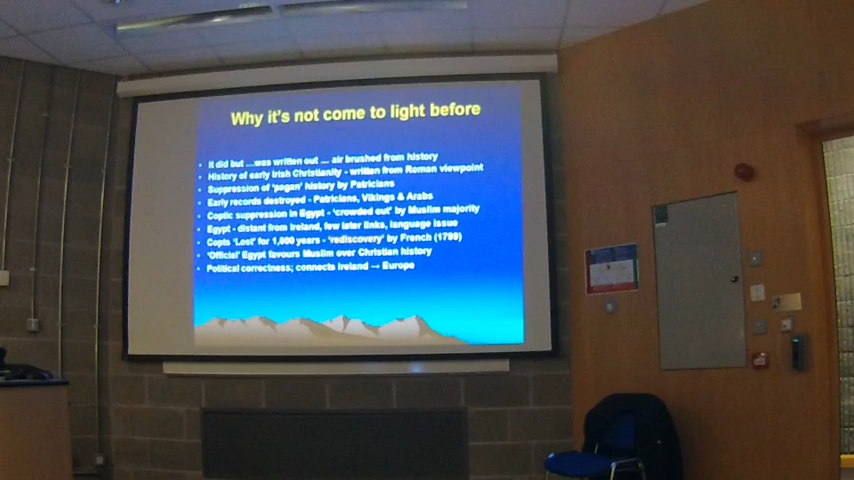 Why it's not come to light before
• It did but ...was written out ... air brushed from history
• History of early Irish Christianity - written from Roman viewpoint
• Suppression of 'pagan' history by Patricians
• Early records destroyed - Patricians, Vikings & Arabs
• Coptic suppression in Egypt - 'crowded out' by Muslim majority
• Egypt - distant from Ireland, few later links, language issue
• Copts 'Lost' for 1,000 years - 'rediscovery' by French (1799)
• 'Official' Egypt favours Muslim over Christian history
• Political correctness; connects Ireland → Europe